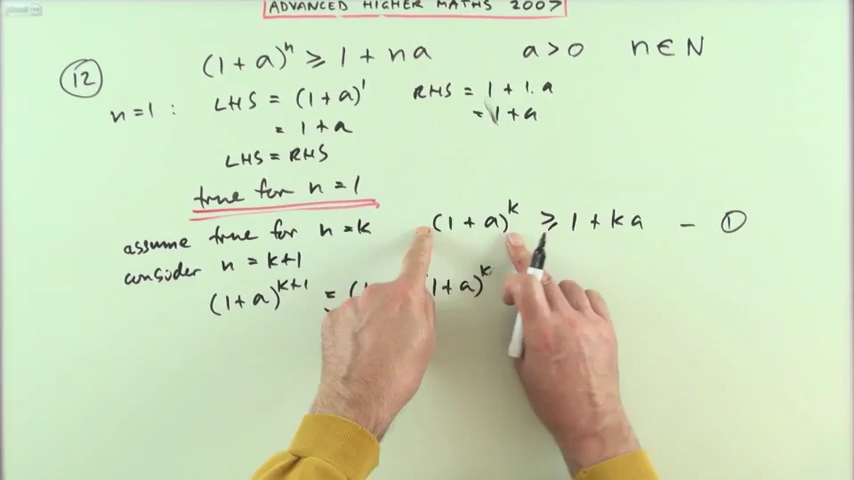 ADVANCED HIGHER MATHS 2007
12 (1+a)^n ⩾ 1 + na a > 0 n ∈ N
n=1 : LHS = (1+a)^1 RHS = 1 + 1.a
= 1+a = 1+a
LHS = RHS
true for n = 1
assume true for n = k (1+a)^k ⩾ 1 + ka – ①
consider n = k+1
(1+a)^k+1 = (1 1+a)^k